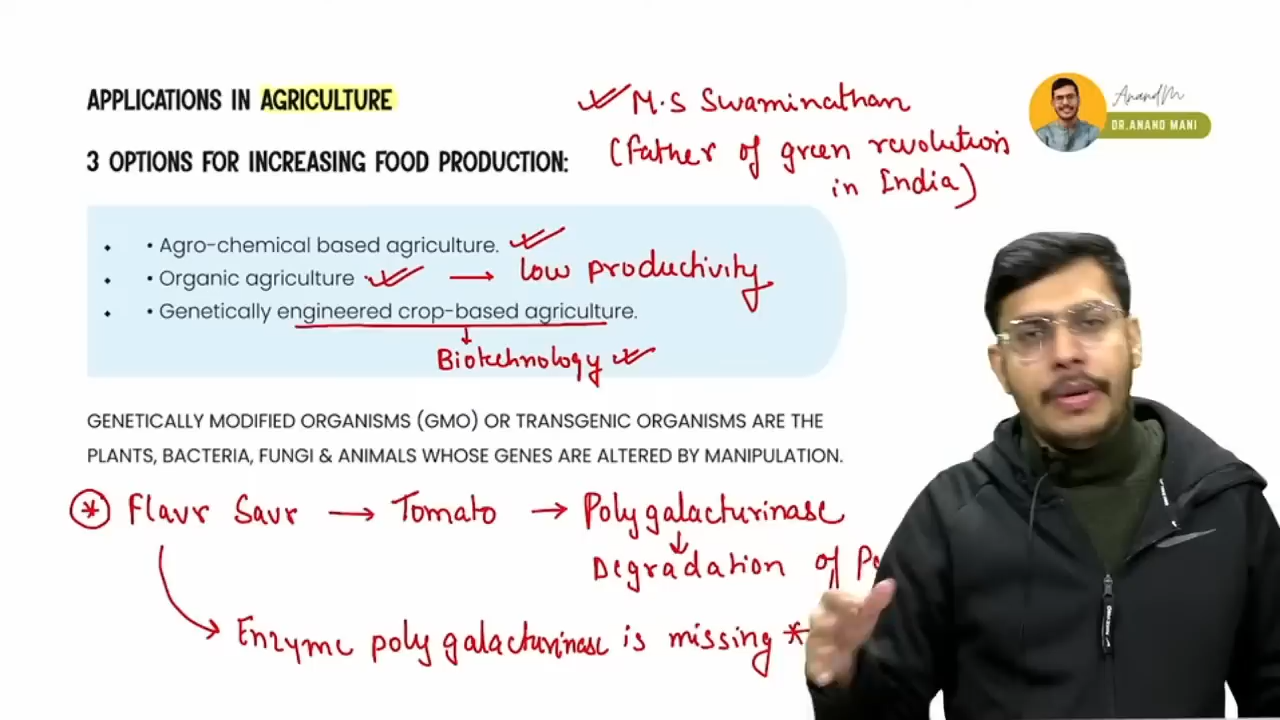 APPLICATIONS IN AGRICULTURE
3 OPTIONS FOR INCREASING FOOD PRODUCTION:
M.S Swaminathan
(Father of green revolution
in India)
AnandM
DR.ANAND MANI
• Agro-chemical based agriculture.
• Organic agriculture → low productivity
• Genetically engineered crop-based agriculture.
Biotechnology
GENETICALLY MODIFIED ORGANISMS (GMO) OR TRANSGENIC ORGANISMS ARE THE
PLANTS, BACTERIA, FUNGI & ANIMALS WHOSE GENES ARE ALTERED BY MANIPULATION.
* Flavr Savr → Tomato → Polygalacturinase
Degradation of
Enzyme polygalacturinase is missing *